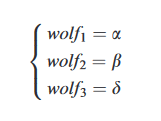 wolf₁ = α
wolf₂ = β
wolf₃ = δ